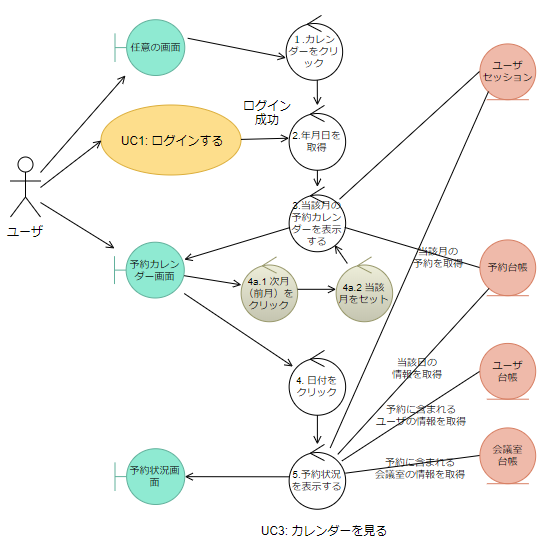 任意の画面
1.カレン
ダーをクリ
ック
ユーザ
セッション
ログイン
成功
UC1: ログインする
2.年月日を
取得
ユーザ
3.当該月の
予約カレン
ダーを表示
する
当該月の
予約を取得
予約カレン
ダー画面
4a.1 次月
（前月）を
クリック
4a.2 当該
月をセット
予約台帳
当該日の
情報を取得
ユーザ
台帳
4. 日付を
クリック
予約に含まれる
ユーザの情報を取得
予約状況画
面
5.予約状況
を表示する
予約に含まれる
会議室の情報を取得
会議室
台帳
UC3: カレンダーを見る